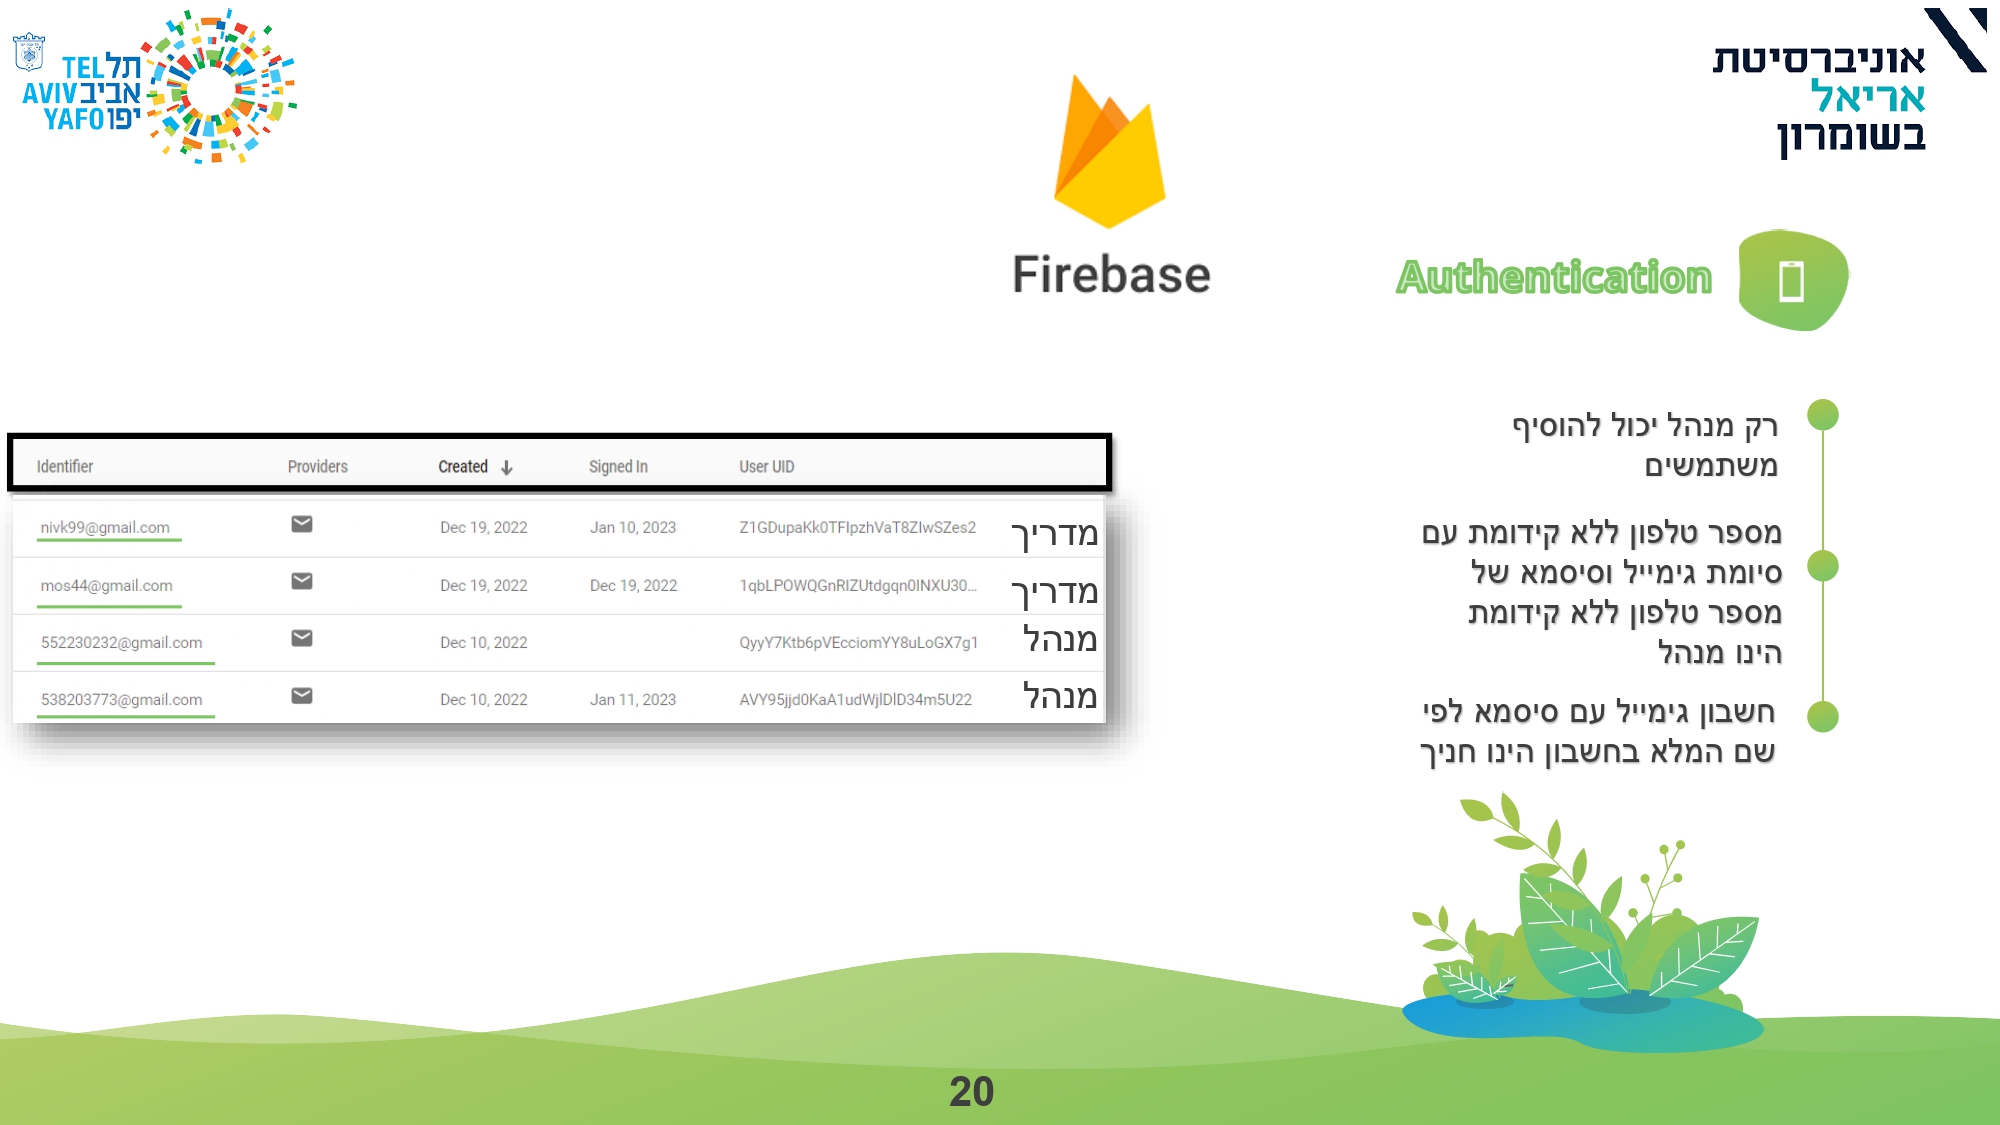 TEL תל
AVIV אביב
YAFO יפו
אוניברסיטת
אריאל
בשומרון
Firebase
Authentication
רק מנהל יכול להוסיף
משתמשים
מספר טלפון ללא קידומת עם
סיומת גימייל וסיסמא של
מספר טלפון ללא קידומת
הינו מנהל
חשבון גימייל עם סיסמא לפי
שם המלא בחשבון הינו חניך
Identifier Providers Created ↓ Signed In User UID
nivk99@gmail.com Dec 19, 2022 Jan 10, 2023 Z1GDupaKk0TFIpzhVaT8ZIwSZes2 מדריך
mos44@gmail.com Dec 19, 2022 Dec 19, 2022 1qbLPOWQGnRIZUtdgqn0INXU30... מדריך
552230232@gmail.com Dec 10, 2022 QyyY7Ktb6pVEcciomYY8uLoGX7g1 מנהל
538203773@gmail.com Dec 10, 2022 Jan 11, 2023 AVY95jjd0KaA1udWjlDlD34m5U22 מנהל
20